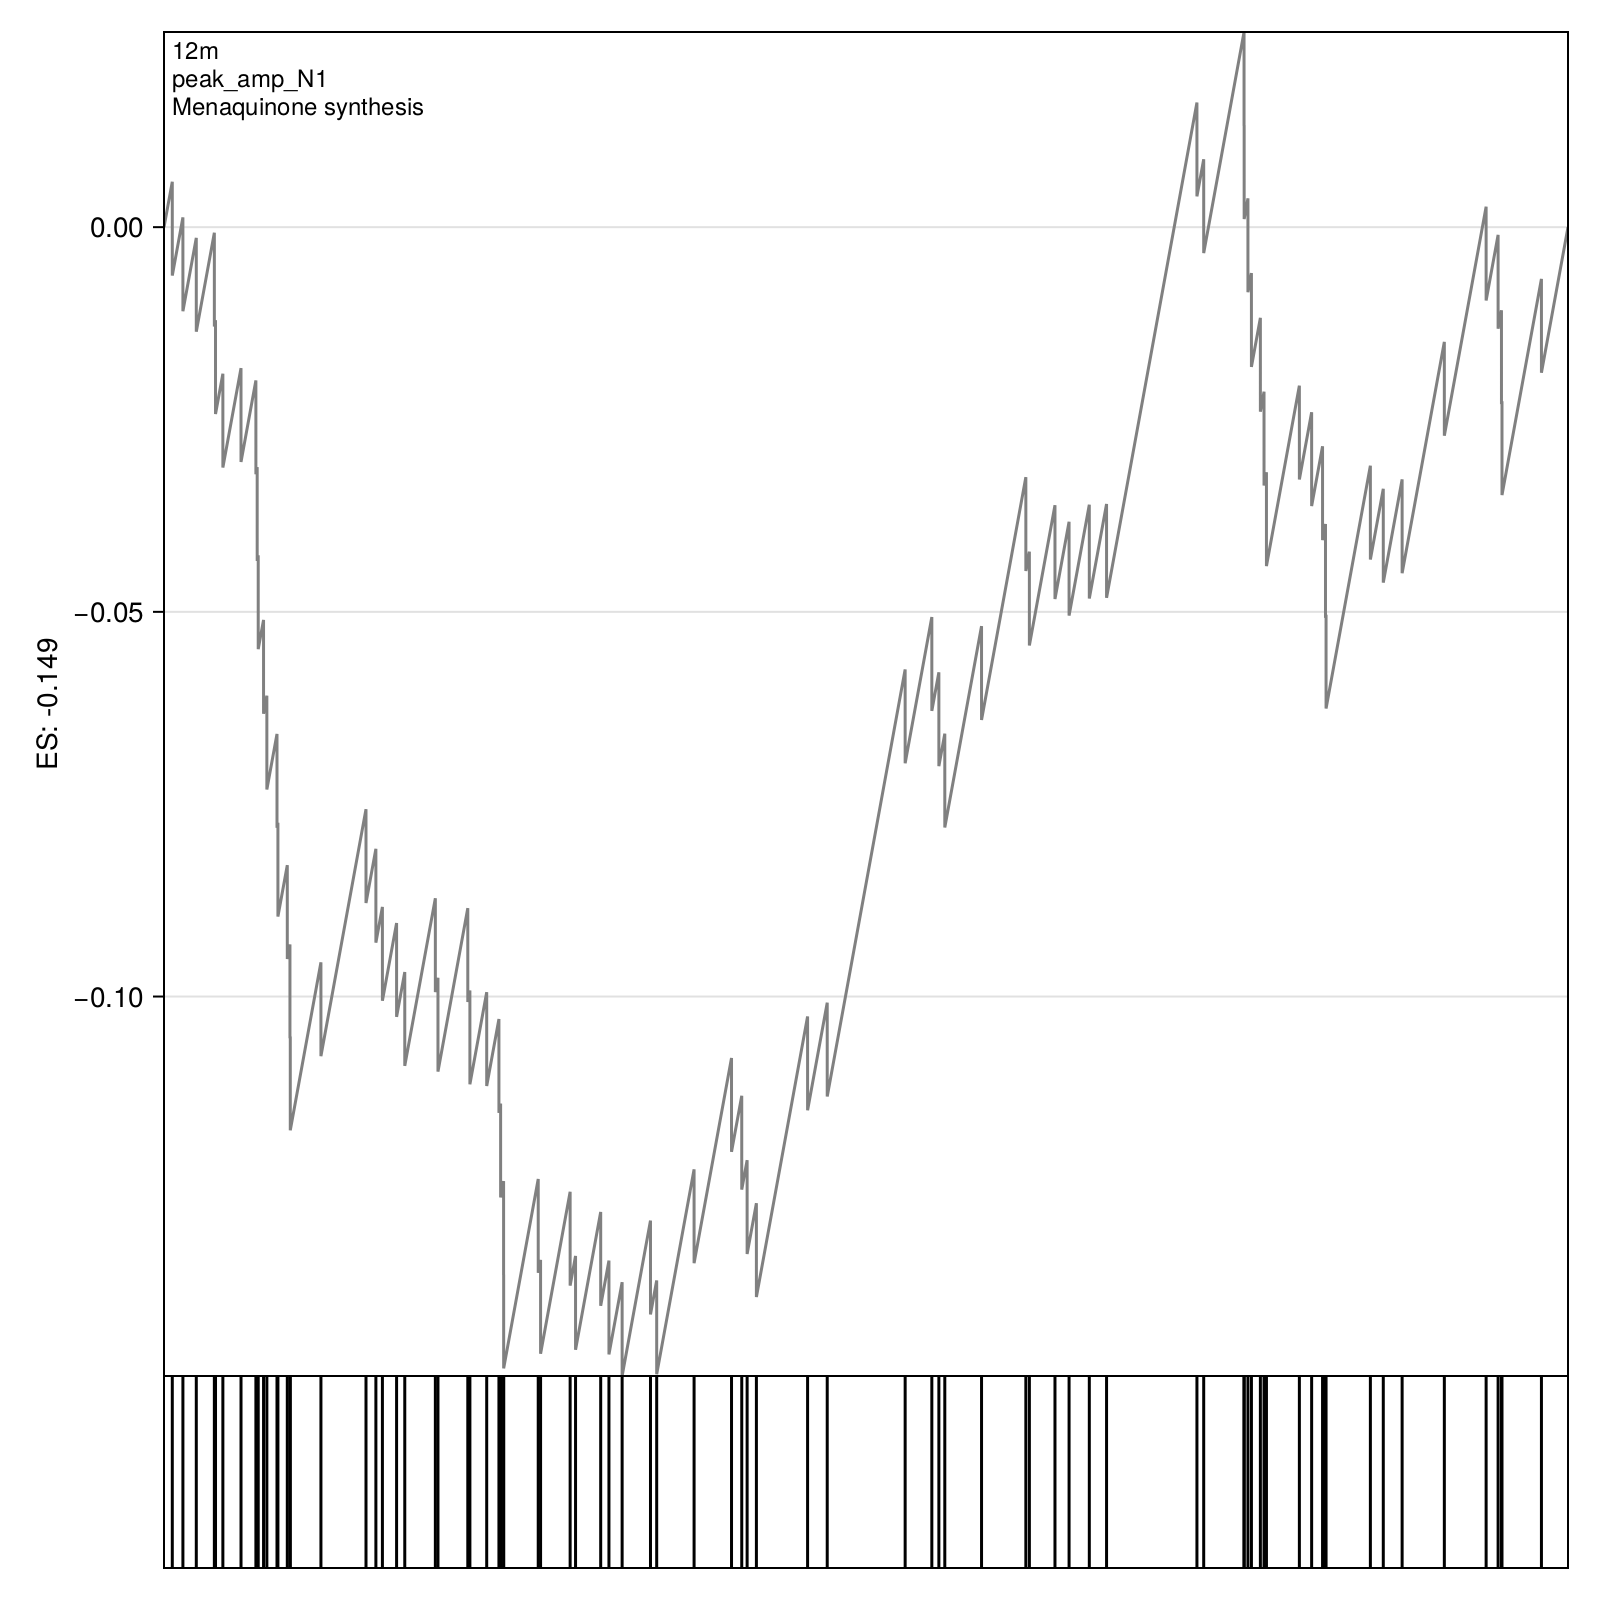 12m
peak_amp_N1
Menaquinone synthesis
0.00
−0.05
−0.10
ES: -0.149